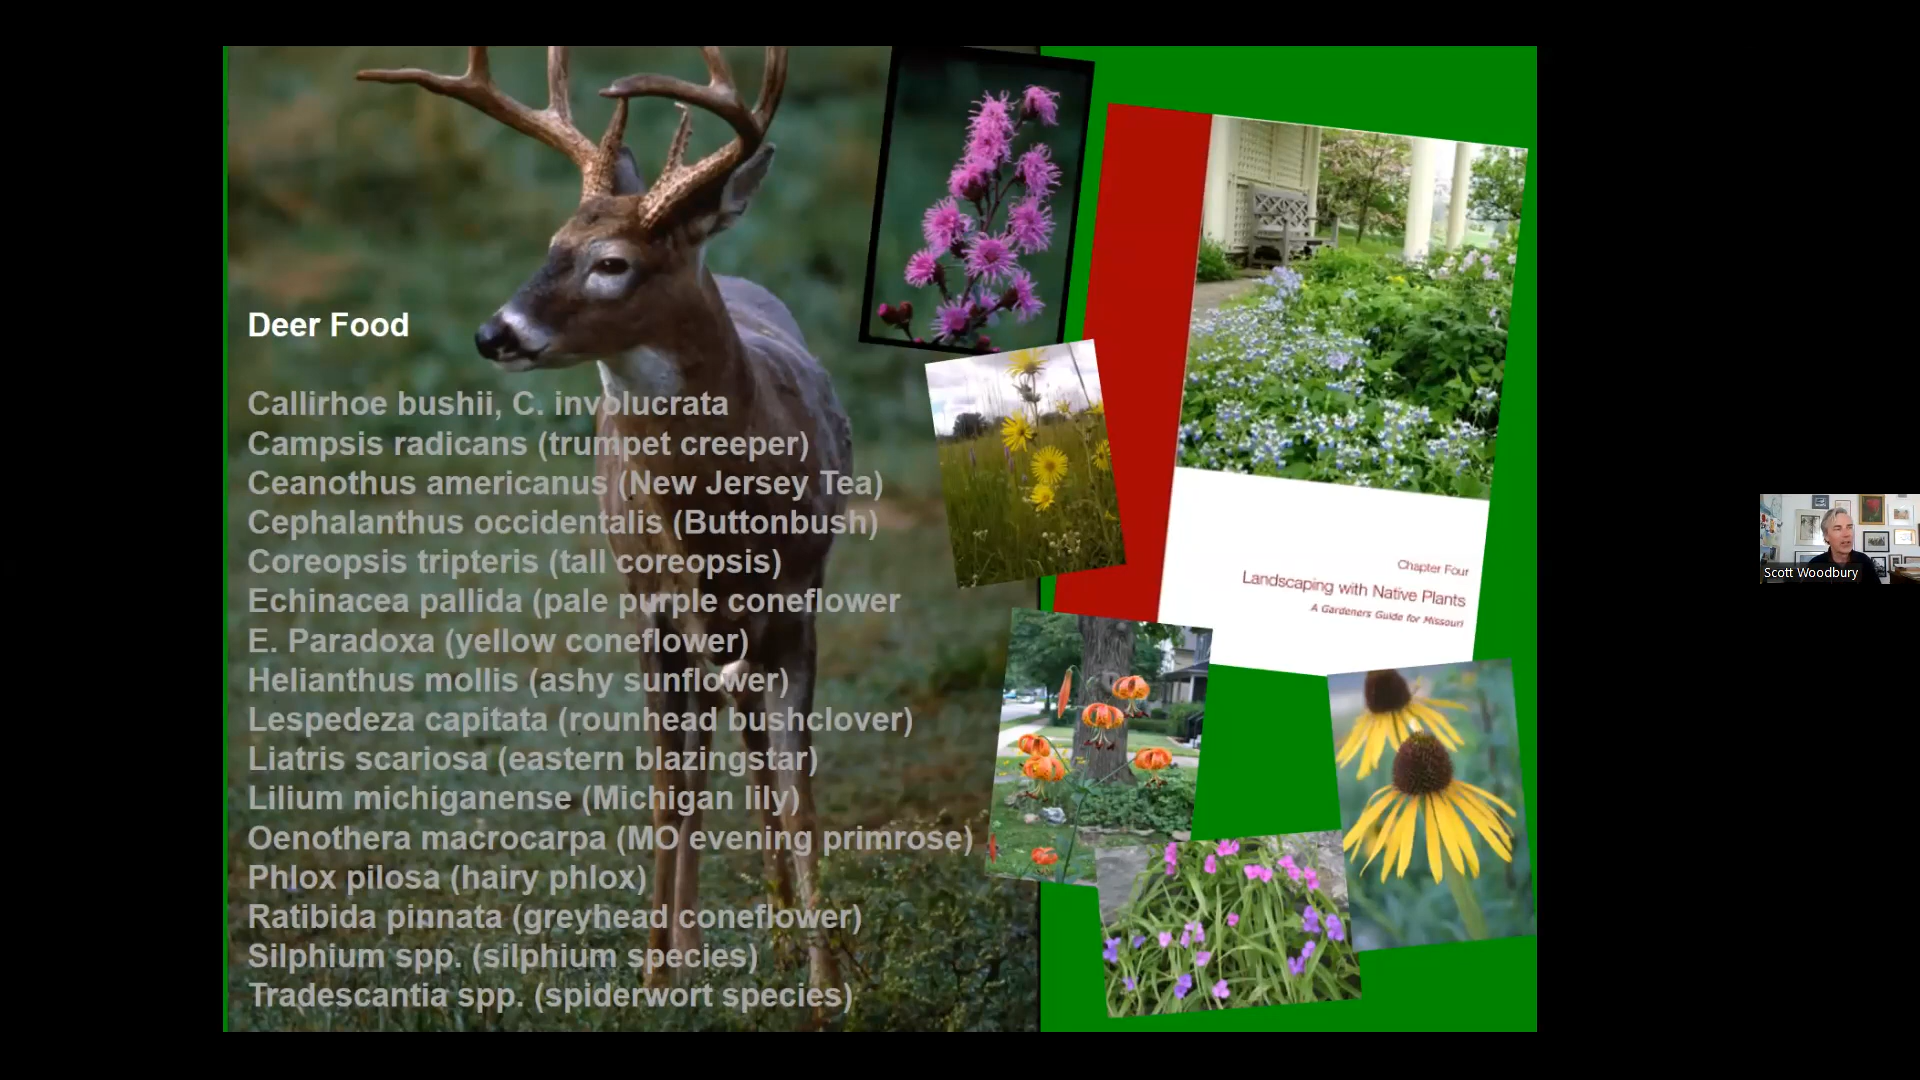 Deer Food
Callirhoe bushii, C. involucrata
Campsis radicans (trumpet creeper)
Ceanothus americanus (New Jersey Tea)
Cephalanthus occidentalis (Buttonbush)
Coreopsis tripteris (tall coreopsis)
Echinacea pallida (pale purple coneflower
E. Paradoxa (yellow coneflower)
Helianthus mollis (ashy sunflower)
Lespedeza capitata (rounhead bushclover)
Liatris scariosa (eastern blazingstar)
Lilium michiganense (Michigan lily)
Oenothera macrocarpa (MO evening primrose)
Phlox pilosa (hairy phlox)
Ratibida pinnata (greyhead coneflower)
Silphium spp. (silphium species)
Tradescantia spp. (spiderwort species)
Chapter Four
Landscaping with Native Plants
A Gardeners Guide for Missouri
Scott Woodbury